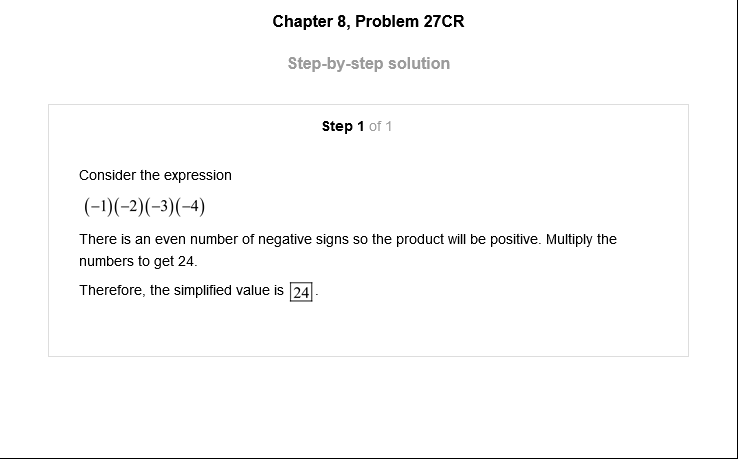 Chapter 8, Problem 27CR
Step-by-step solution
Step 1 of 1
Consider the expression
(−1)(−2)(−3)(−4)
There is an even number of negative signs so the product will be positive. Multiply the
numbers to get 24.
Therefore, the simplified value is 24.